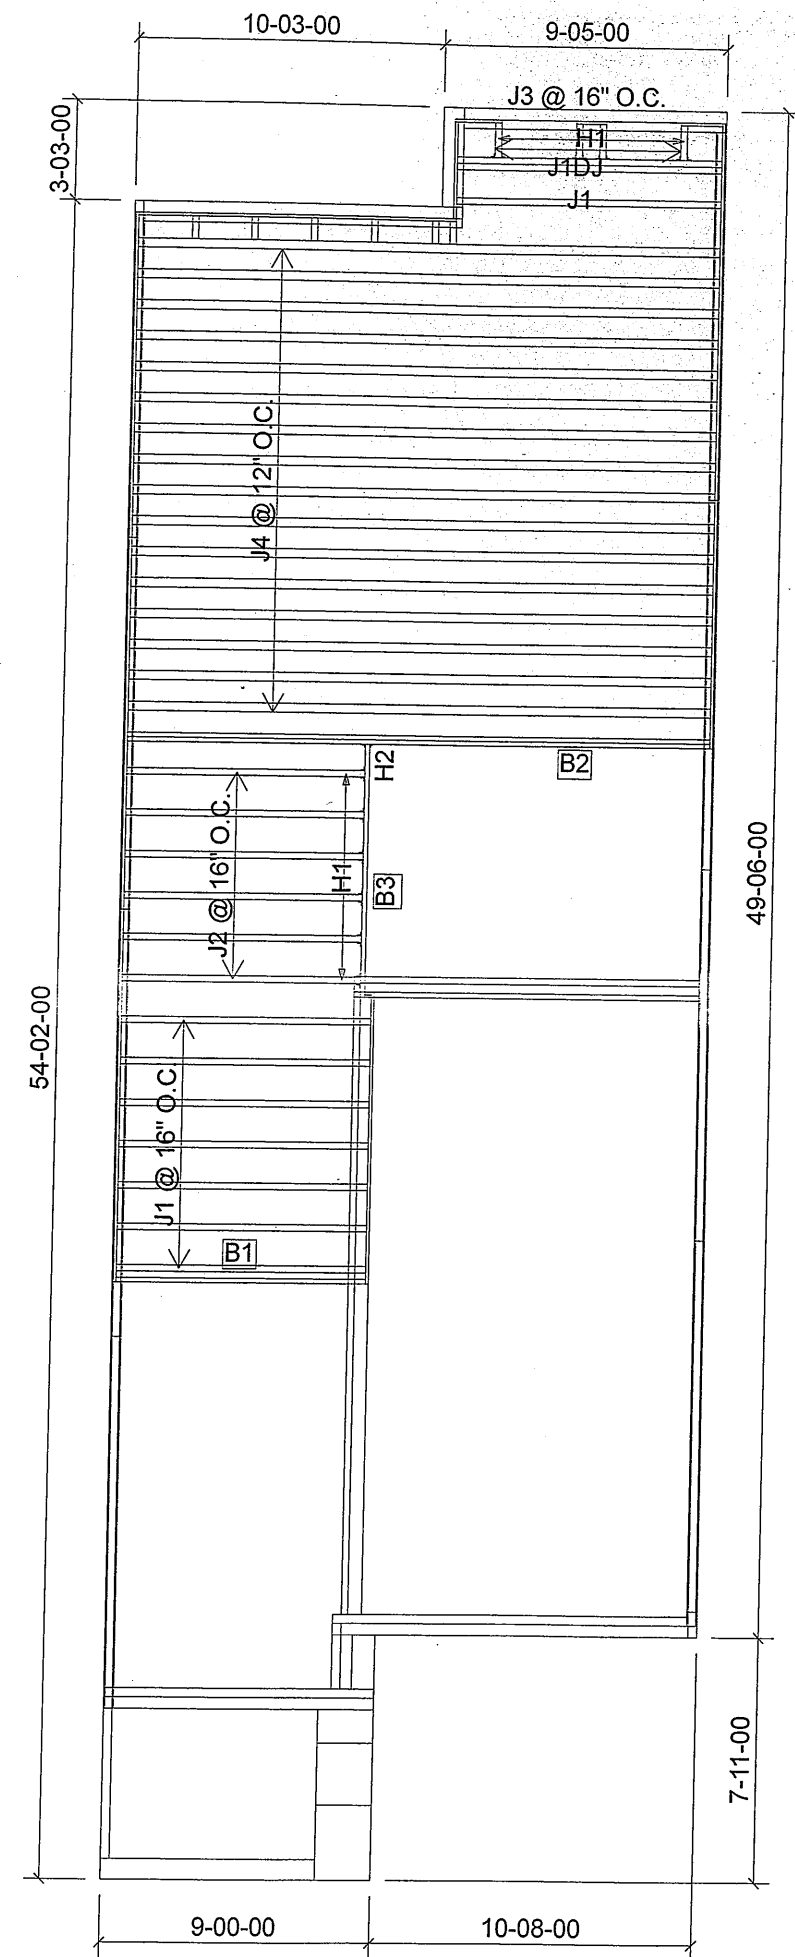 10-03-00
9-05-00
J3 @ 16" O.C.
3-03-00
H1
J1DJ
J1
J4 @ 12" O.C.
H2
B2
J2 @ 16" O.C.
H1
B3
49-06-00
54-02-00
J1 @ 16" O.C.
B1
7-11-00
9-00-00
10-08-00